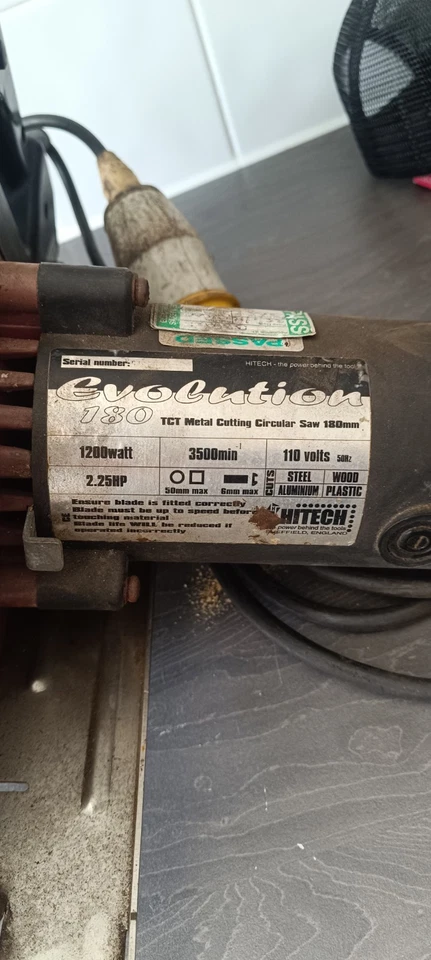 PASSED
Serial number:
HITECH - the power behind the tools
Evolution
180 TCT Metal Cutting Circular Saw 180mm
1200watt 3500min⁻¹ 110 volts 50Hz
2.25HP 50mm max 6mm max CUTS STEEL WOOD ALUMINIUM PLASTIC
Ensure blade is fitted correctly
Blade must be up to speed before
touching material
Blade life WILL be reduced if
operated incorrectly
HITECH
power behind the tools
SHEFFIELD, ENGLAND